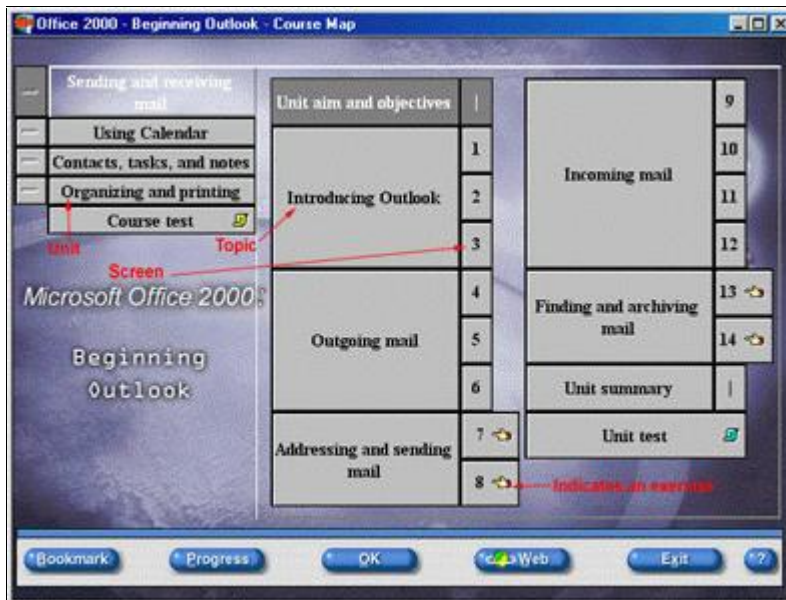 Office 2000 - Beginning Outlook - Course Map
Sending and receiving
mail
Using Calendar
Contacts, tasks, and notes
Organizing and printing
Course test
Unit
Topic
Screen
Microsoft Office 2000:
Beginning
Outlook
Unit aim and objectives
Introducing Outlook
1
2
3
Outgoing mail
4
5
6
Addressing and sending
mail
7
8
Incoming mail
9
10
11
12
Finding and archiving
mail
13
14
Unit summary
Unit test
Indicates an exercise
Bookmark
Progress
OK
Web
Exit
?